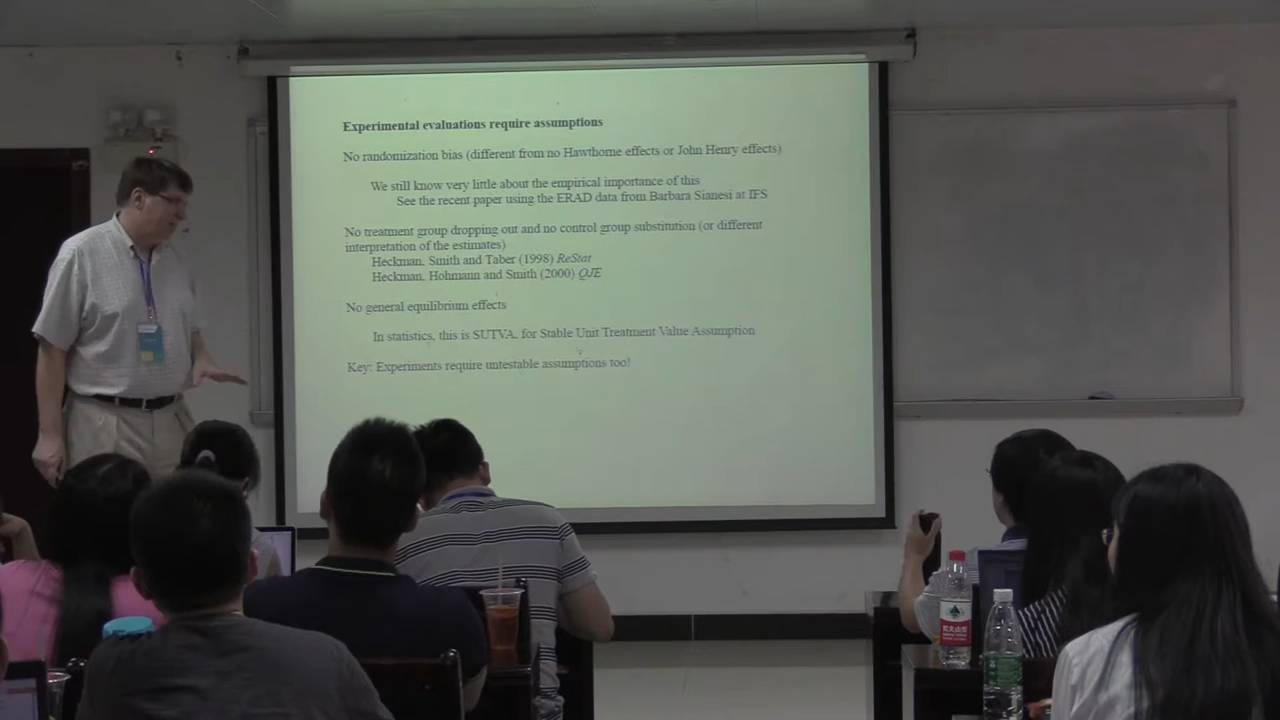 Experimental evaluations require assumptions
No randomization bias (different from no Hawthorne effects or John Henry effects)
We still know very little about the empirical importance of this
See the recent paper using the ERAD data from Barbara Sianesi at IFS
No treatment group dropping out and no control group substitution (or different
interpretation of the estimates)
Heckman, Smith and Taber (1998) ReStat
Heckman, Hohmann and Smith (2000) QJE
No general equilibrium effects
In statistics, this is SUTVA, for Stable Unit Treatment Value Assumption
Key: Experiments require untestable assumptions too!